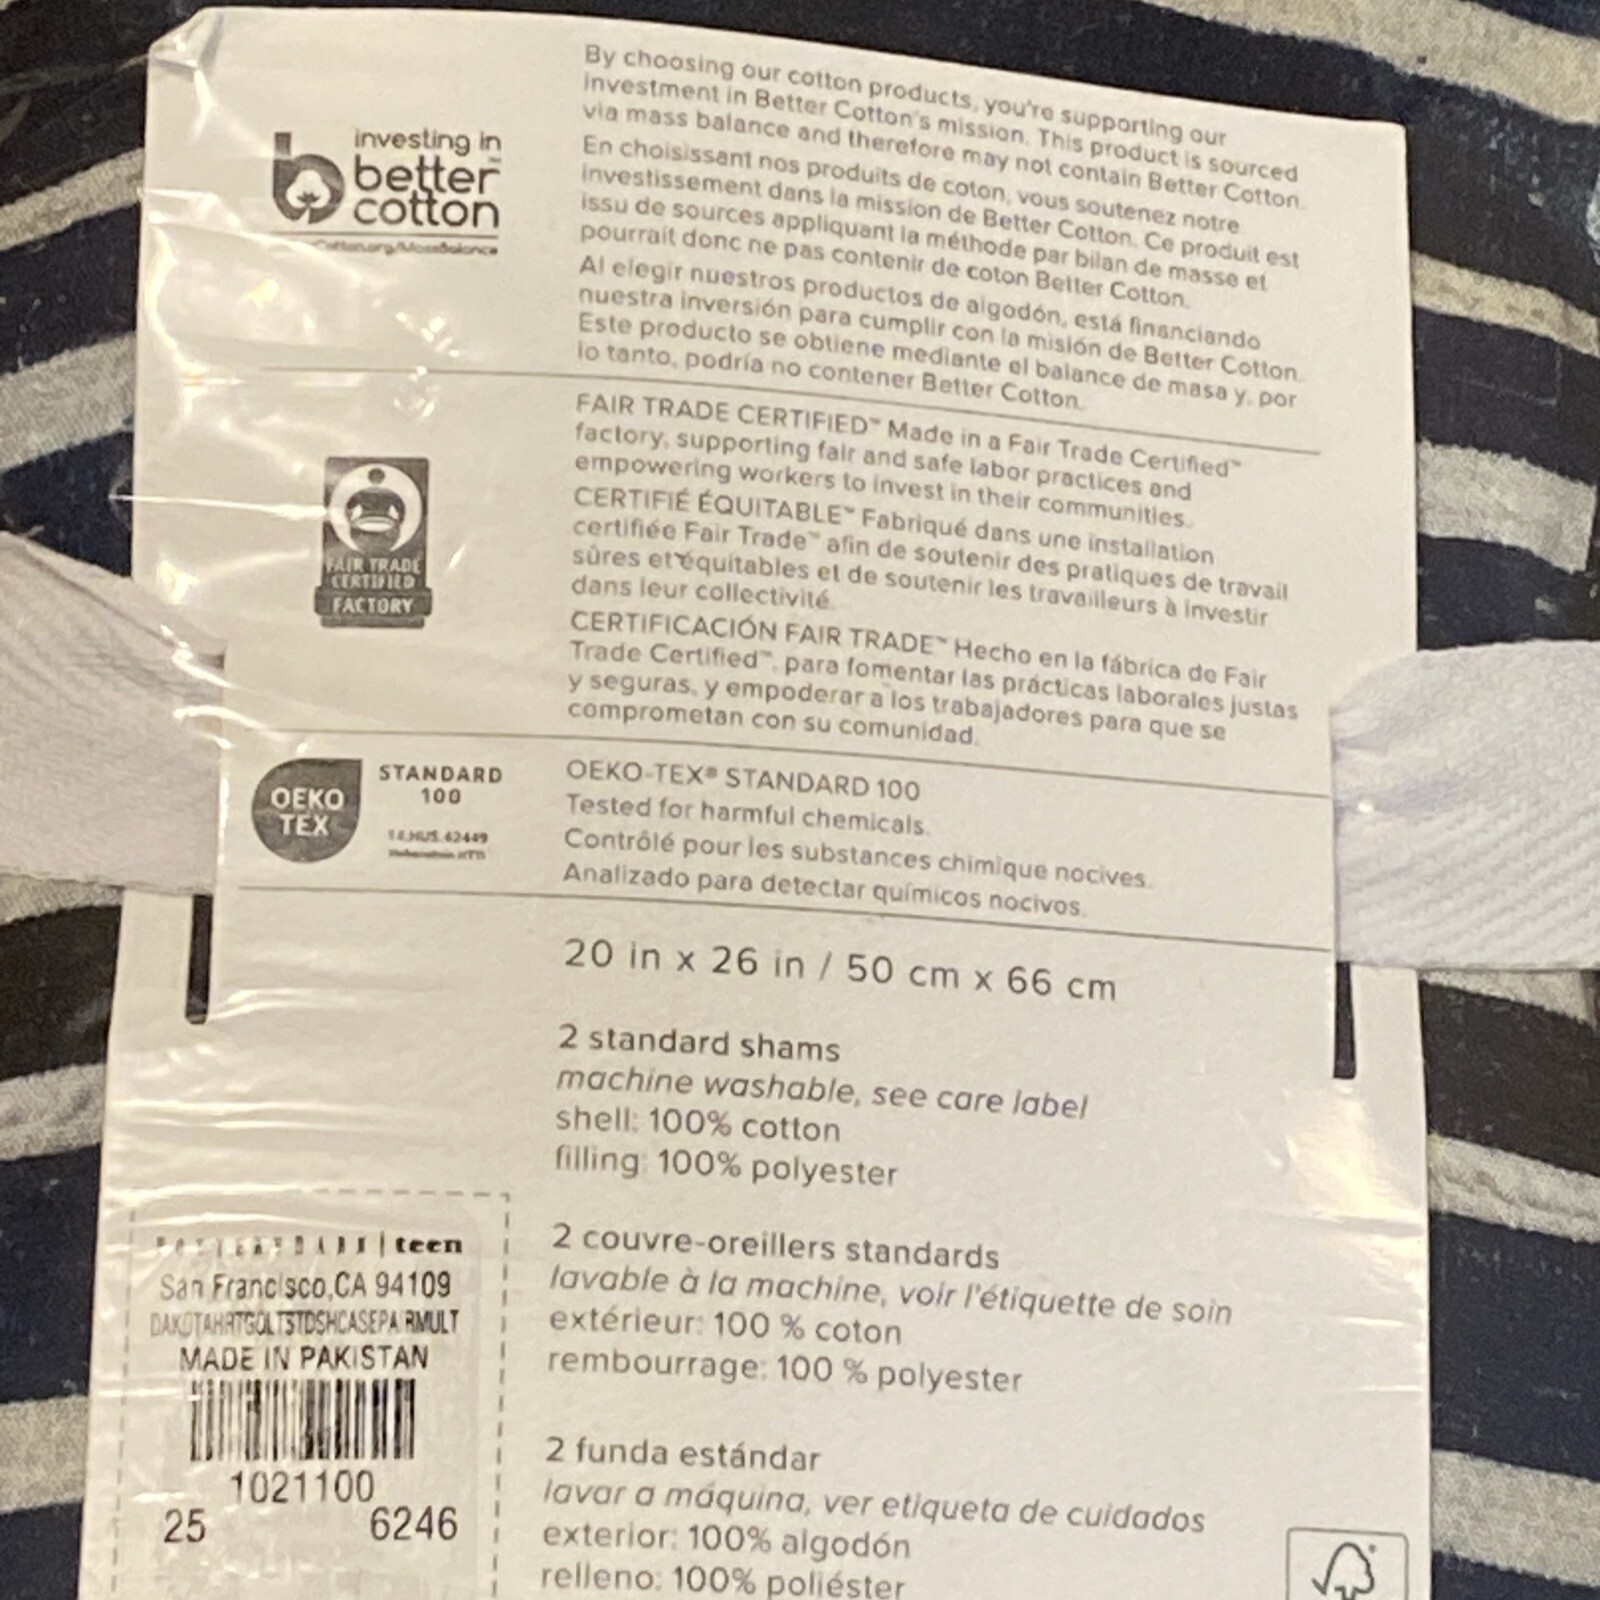 investing in
better
cotton™
Cotton.org/MassBalance
By choosing our cotton products, you're supporting our
investment in Better Cotton's mission. This product is sourced
via mass balance and therefore may not contain Better Cotton.
En choisissant nos produits de coton, vous soutenez notre
investissement dans la mission de Better Cotton. Ce produit est
issu de sources appliquant la méthode par bilan de masse et
pourrait donc ne pas contenir de coton Better Cotton.
Al elegir nuestros productos de algodón, está financiando
nuestra inversión para cumplir con la misión de Better Cotton.
Este producto se obtiene mediante el balance de masa y, por
lo tanto, podría no contener Better Cotton.
FAIR TRADE
CERTIFIED
FACTORY
FAIR TRADE CERTIFIED™ Made in a Fair Trade Certified™
factory, supporting fair and safe labor practices and
empowering workers to invest in their communities.
CERTIFIÉ ÉQUITABLE™ Fabriqué dans une installation
certifiée Fair Trade™ afin de soutenir des pratiques de travail
sûres et équitables et de soutenir les travailleurs à investir
dans leur collectivité.
CERTIFICACIÓN FAIR TRADE™ Hecho en la fábrica de Fair
Trade Certified™, para fomentar las prácticas laborales justas
y seguras, y empoderar a los trabajadores para que se
comprometan con su comunidad.
OEKO
TEX
STANDARD
100
14.HUS.42449
Hohenstein HTTI
OEKO-TEX® STANDARD 100
Tested for harmful chemicals.
Contrôlé pour les substances chimique nocives.
Analizado para detectar químicos nocivos.
20 in x 26 in / 50 cm x 66 cm
2 standard shams
machine washable, see care label
shell: 100% cotton
filling: 100% polyester
2 couvre-oreillers standards
lavable à la machine, voir l'étiquette de soin
extérieur: 100 % coton
rembourrage: 100 % polyester
2 funda estándar
lavar a máquina, ver etiqueta de cuidados
exterior: 100% algodón
relleno: 100% poliéster
POTTERY BARN | teen
San Francisco, CA 94109
DAKOTAHRTGQLTSTDSHCASEPAIRMULT
MADE IN PAKISTAN
1021100
25 6246